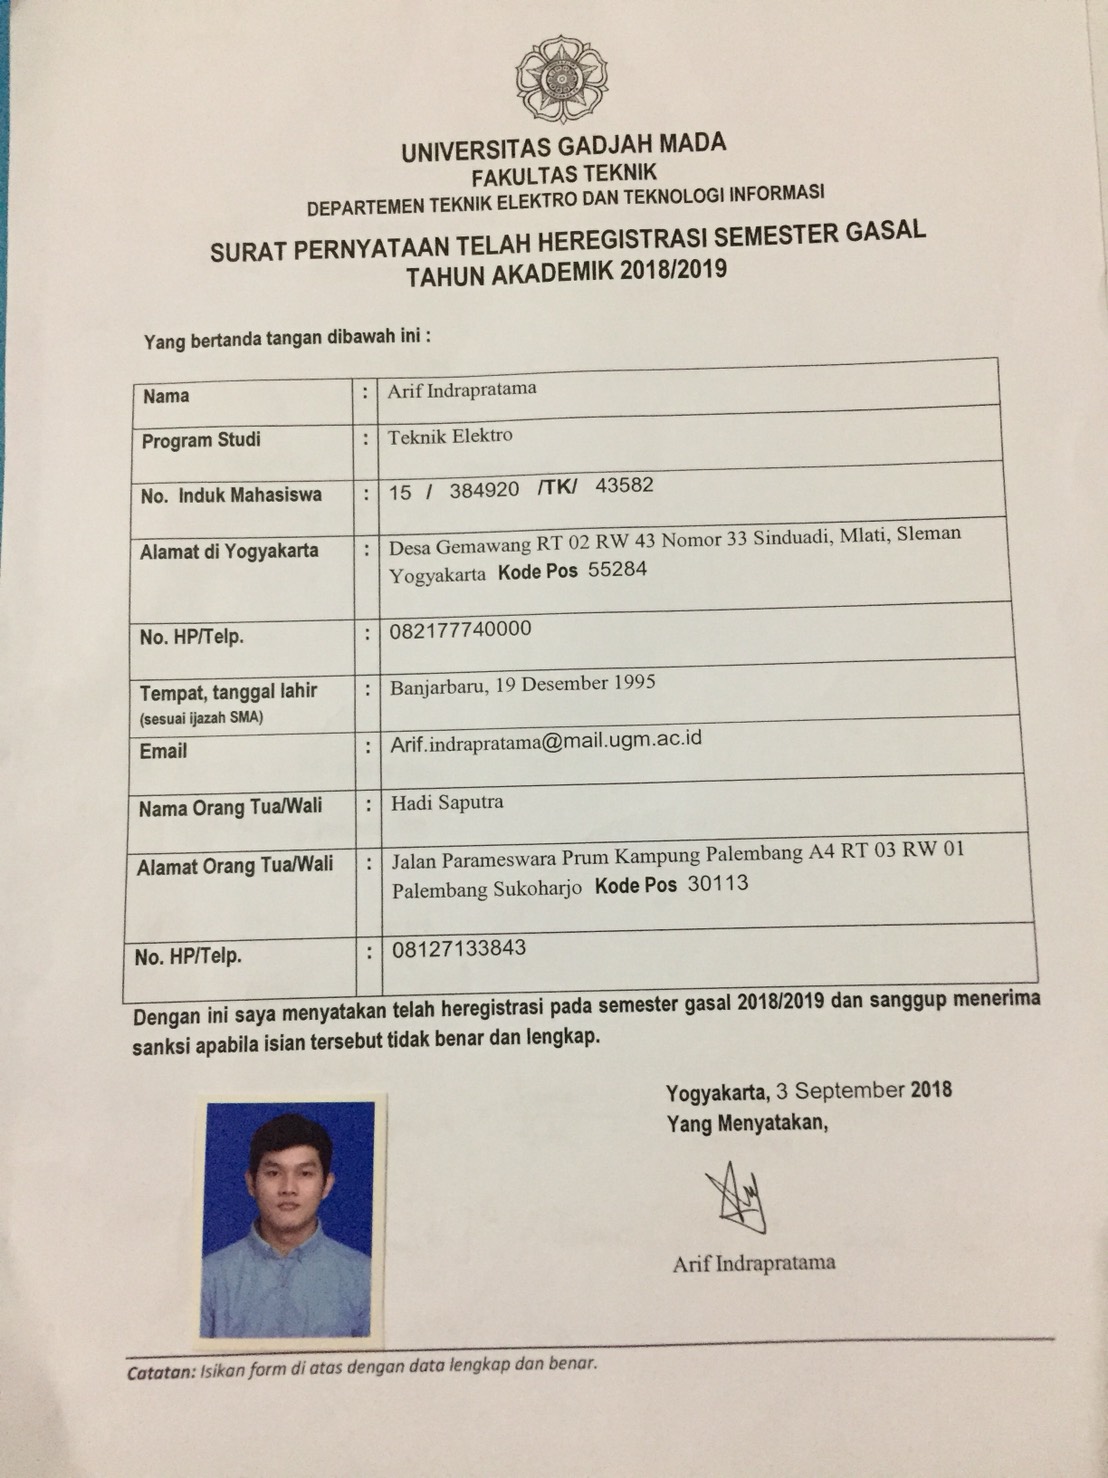 UNIVERSITAS GADJAH MADA
FAKULTAS TEKNIK
DEPARTEMEN TEKNIK ELEKTRO DAN TEKNOLOGI INFORMASI
SURAT PERNYATAAN TELAH HEREGISTRASI SEMESTER GASAL
TAHUN AKADEMIK 2018/2019
Yang bertanda tangan dibawah ini :
Nama : Arif Indrapratama
Program Studi : Teknik Elektro
No. Induk Mahasiswa : 15 / 384920 /TK/ 43582
Alamat di Yogyakarta : Desa Gemawang RT 02 RW 43 Nomor 33 Sinduadi, Mlati, Sleman
Yogyakarta Kode Pos 55284
No. HP/Telp. : 082177740000
Tempat, tanggal lahir : Banjarbaru, 19 Desember 1995
(sesuai ijazah SMA)
Email : Arif.indrapratama@mail.ugm.ac.id
Nama Orang Tua/Wali : Hadi Saputra
Alamat Orang Tua/Wali : Jalan Parameswara Prum Kampung Palembang A4 RT 03 RW 01
Palembang Sukoharjo Kode Pos 30113
No. HP/Telp. : 08127133843
Dengan ini saya menyatakan telah heregistrasi pada semester gasal 2018/2019 dan sanggup menerima
sanksi apabila isian tersebut tidak benar dan lengkap.
Yogyakarta, 3 September 2018
Yang Menyatakan,
Arif Indrapratama
Catatan: Isikan form di atas dengan data lengkap dan benar.